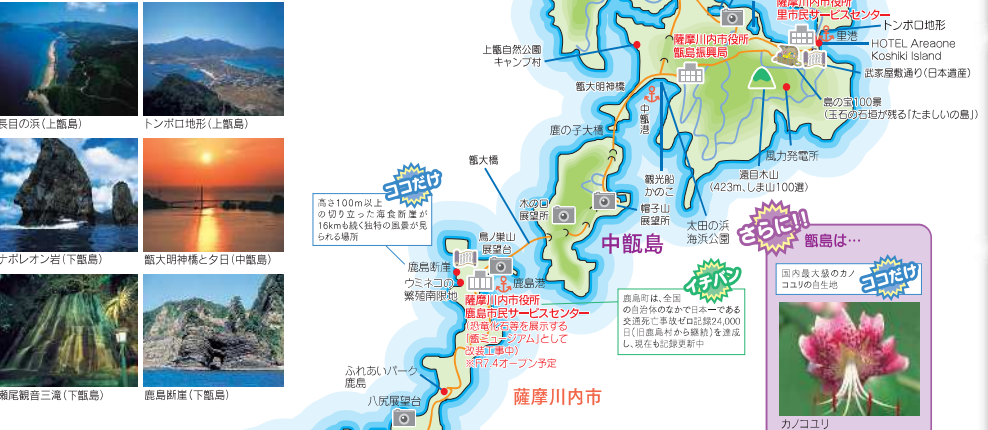 長目の浜(上甑島)
トンボロ地形(上甑島)
ナポレオン岩(下甑島)
甑大明神橋と夕日(中甑島)
瀬尾観音三滝(下甑島)
鹿島断崖(下甑島)
薩摩川内市役所
里市民サービスセンター
トンボロ地形
里港
HOTEL Areaone
Koshiki Island
武家屋敷通り(日本遺産)
島の宝100景
(玉石の石垣が残る「たましいの島」)
上甑自然公園
キャンプ村
薩摩川内市役所
甑島振興局
甑大明神橋
中甑港
風力発電所
遠目木山
(423m、しま山100選)
鹿の子大橋
観光船
かのこ
甑大橋
木の口
展望所
帽子山
展望所
太田の浜
海浜公園
中甑島
ココだけ
高さ100m以上
の切り立った海食断崖が
16kmも続く独特の風景が見
られる場所
鳥ノ巣山
展望台
鹿島断崖
鹿島港
ウミネコの
繁殖南限地
薩摩川内市役所
鹿島市民サービスセンター
(恐竜化石等を展示する
「甑ミュージアム」として
改装工事中)
※R7.4オープン予定
イチバン
鹿島町は、全国
の自治体のなかで日本一である
交通死亡事故ゼロ記録24,000
日(旧鹿島村から継続)を達成
し、現在も記録更新中
ふれあいパーク
鹿島
八尻展望台
薩摩川内市
さらに!!
甑島は…
国内最大級のカノ
コユリの自生地
ココだけ
カノコユリ